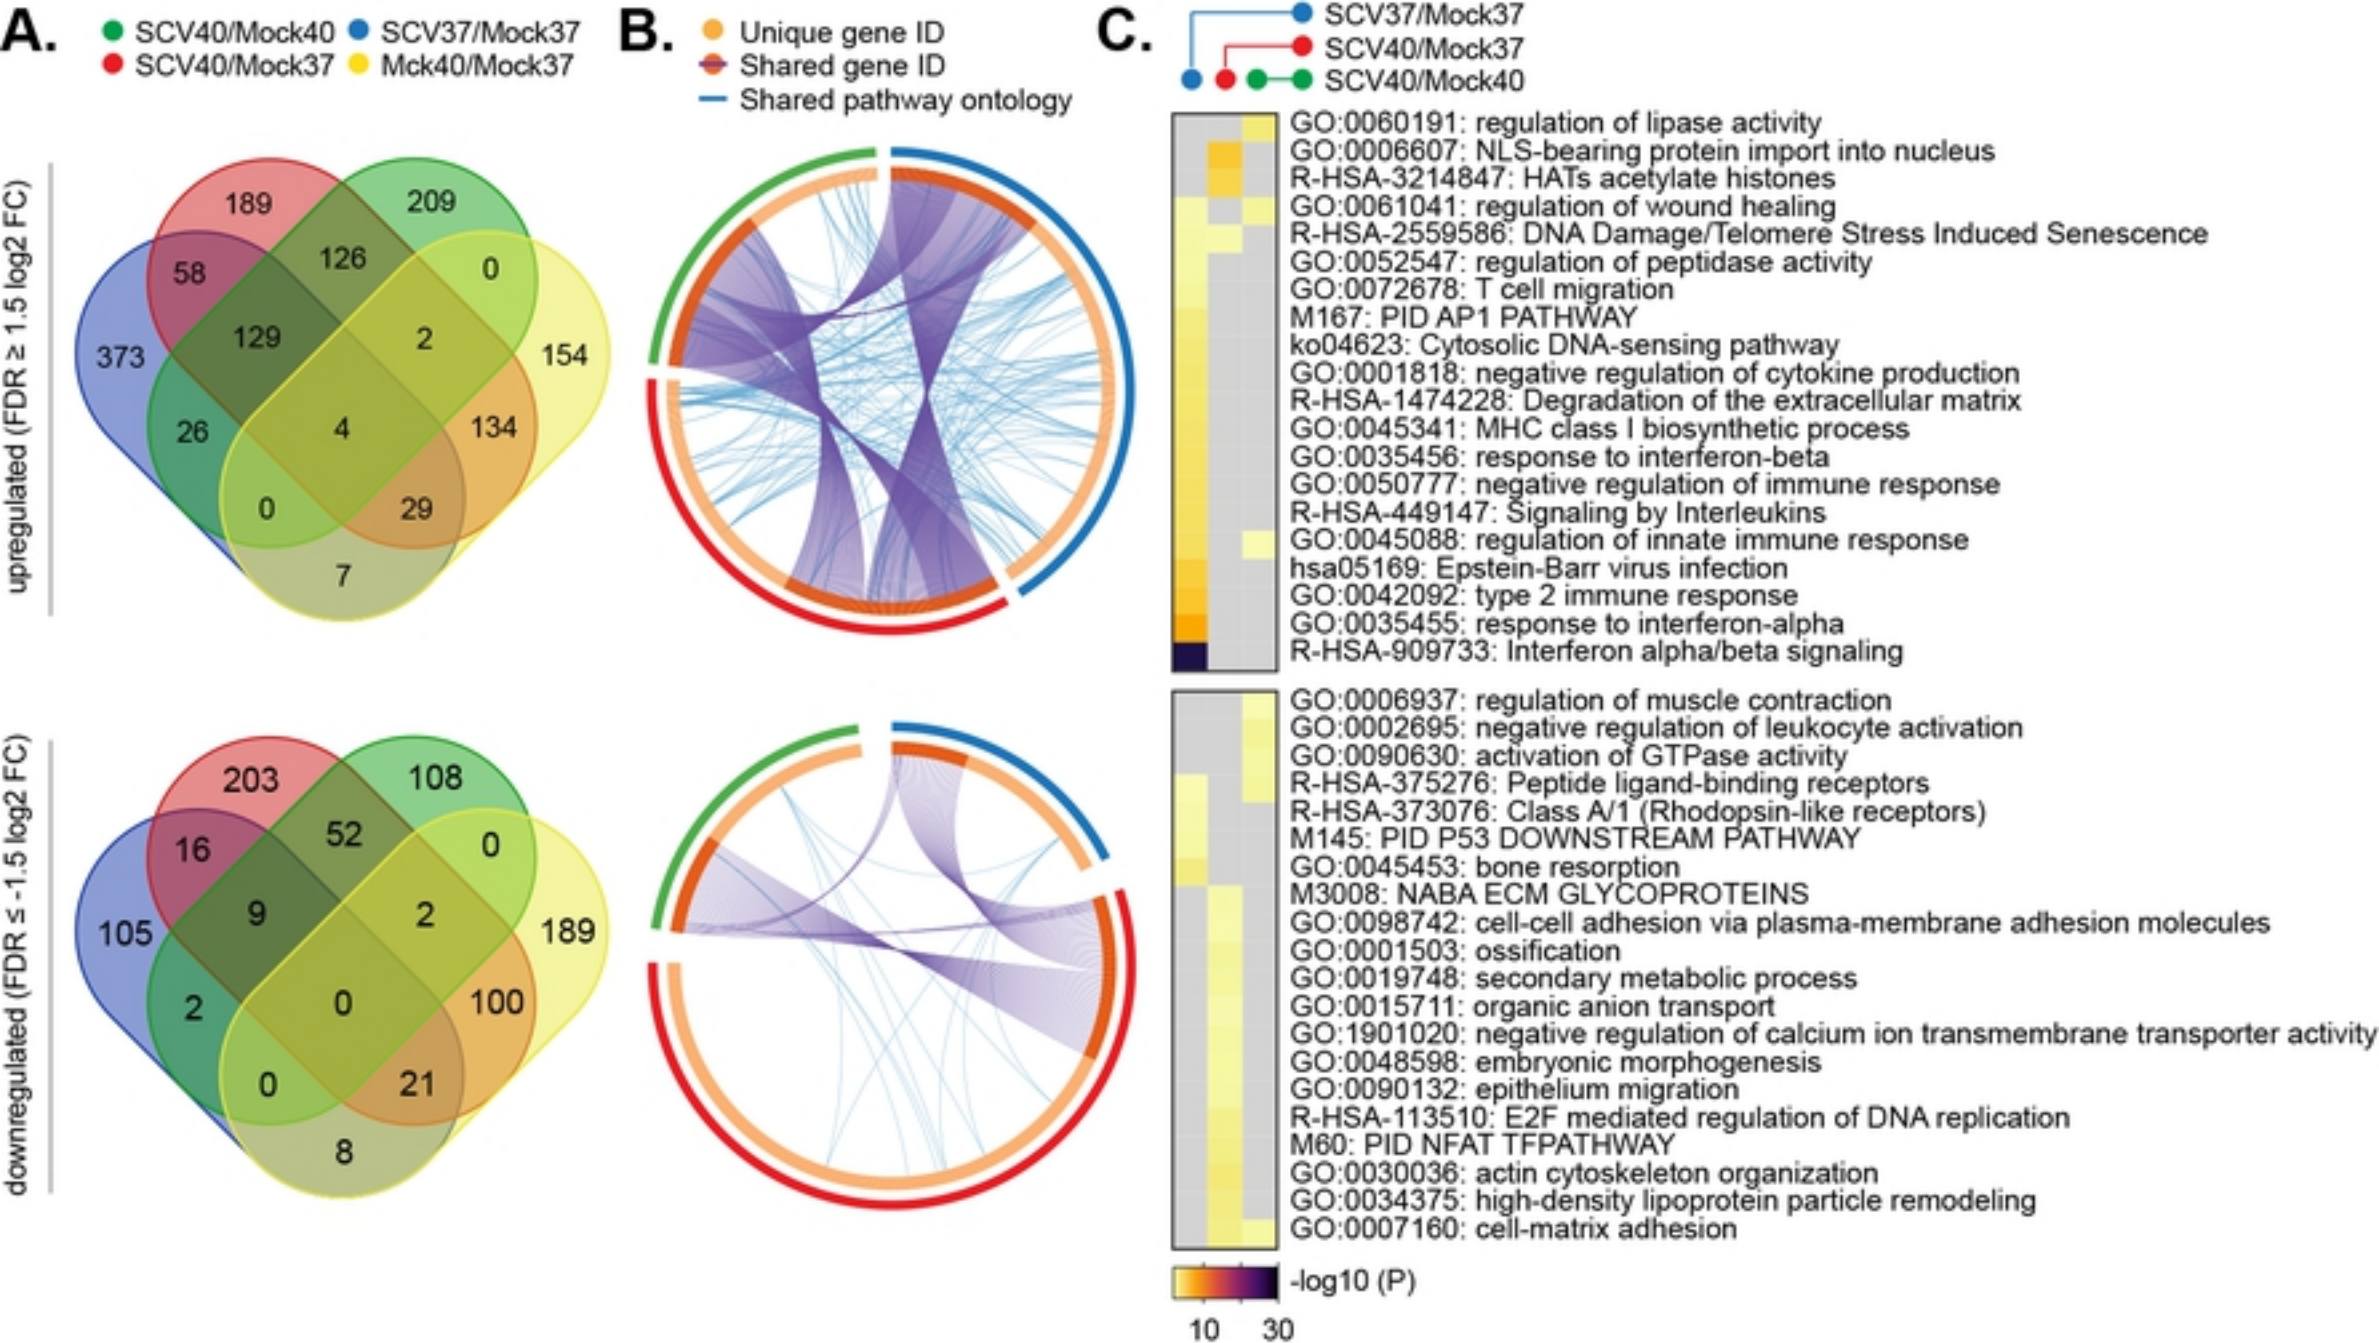 A.
SCV40/Mock40
SCV37/Mock37
SCV40/Mock37
Mck40/Mock37
upregulated (FDR ≥ 1.5 log2 FC)
189
209
58
126
0
373
129
2
154
26
4
134
0
29
7
downregulated (FDR ≤ -1.5 log2 FC)
203
108
16
52
0
105
9
2
189
2
0
100
0
21
8
B.
Unique gene ID
Shared gene ID
Shared pathway ontology
C.
SCV37/Mock37
SCV40/Mock37
SCV40/Mock40
GO:0060191: regulation of lipase activity
GO:0006607: NLS-bearing protein import into nucleus
R-HSA-3214847: HATs acetylate histones
GO:0061041: regulation of wound healing
R-HSA-2559586: DNA Damage/Telomere Stress Induced Senescence
GO:0052547: regulation of peptidase activity
GO:0072678: T cell migration
M167: PID AP1 PATHWAY
ko04623: Cytosolic DNA-sensing pathway
GO:0001818: negative regulation of cytokine production
R-HSA-1474228: Degradation of the extracellular matrix
GO:0045341: MHC class I biosynthetic process
GO:0035456: response to interferon-beta
GO:0050777: negative regulation of immune response
R-HSA-449147: Signaling by Interleukins
GO:0045088: regulation of innate immune response
hsa05169: Epstein-Barr virus infection
GO:0042092: type 2 immune response
GO:0035455: response to interferon-alpha
R-HSA-909733: Interferon alpha/beta signaling
GO:0006937: regulation of muscle contraction
GO:0002695: negative regulation of leukocyte activation
GO:0090630: activation of GTPase activity
R-HSA-375276: Peptide ligand-binding receptors
R-HSA-373076: Class A/1 (Rhodopsin-like receptors)
M145: PID P53 DOWNSTREAM PATHWAY
GO:0045453: bone resorption
M3008: NABA ECM GLYCOPROTEINS
GO:0098742: cell-cell adhesion via plasma-membrane adhesion molecules
GO:0001503: ossification
GO:0019748: secondary metabolic process
GO:0015711: organic anion transport
GO:1901020: negative regulation of calcium ion transmembrane transporter activity
GO:0048598: embryonic morphogenesis
GO:0090132: epithelium migration
R-HSA-113510: E2F mediated regulation of DNA replication
M60: PID NFAT TFPATHWAY
GO:0030036: actin cytoskeleton organization
GO:0034375: high-density lipoprotein particle remodeling
GO:0007160: cell-matrix adhesion
-log10 (P)
10 30